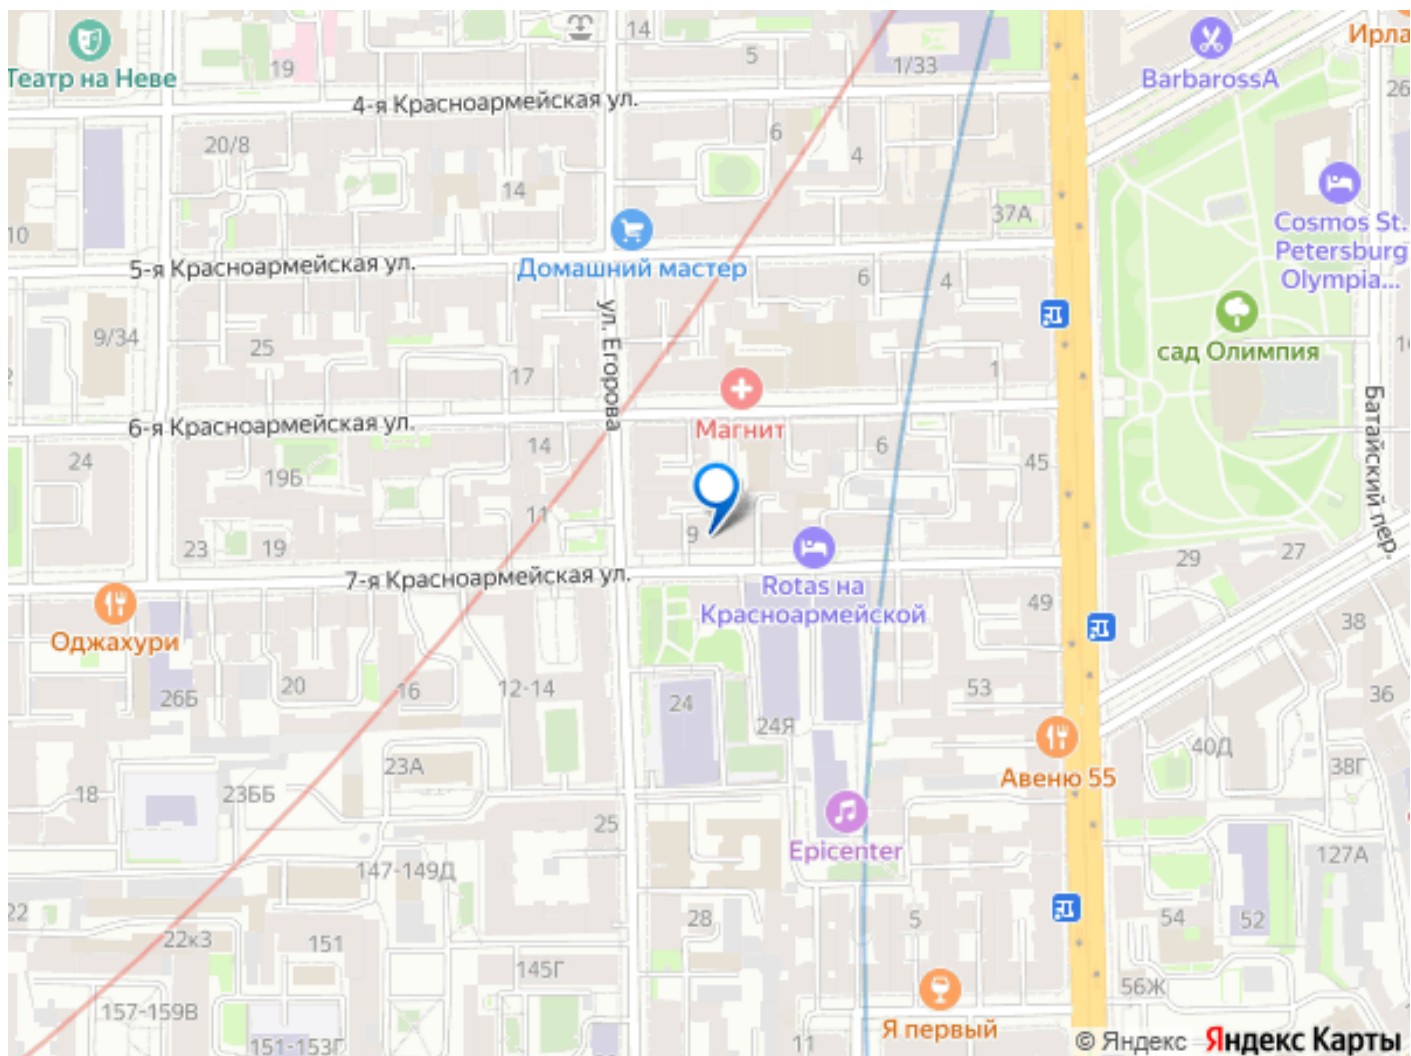 14
5
1/33
Ирла
Театр на Неве
19
BarbarossA
26
4-я Красноармейская ул.
20/8
6
4
14
37А
10
Cosmos St.
Petersburg
Olympia...
5-я Красноармейская ул.
Домашний мастер
6
4
9/34
25
ул. Егорова
17
1
сад Олимпия
6-я Красноармейская ул.
Магнит
Батайский пер.
24
19Б
14
6
45
11
9
23
19
29
27
7-я Красноармейская ул.
Rotas на
Красноармейской
49
38
Оджахури
26Б
20
16
12-14
24
53
36
24Я
40Д
23А
Авеню 55
38Г
18
23ББ
25
Epicenter
147-149Д
127А
22
22к3
151
28
5
54
52
145Г
56Ж
157-159В
151-153Г
Я первый
11
© Яндекс Яндекс Карты